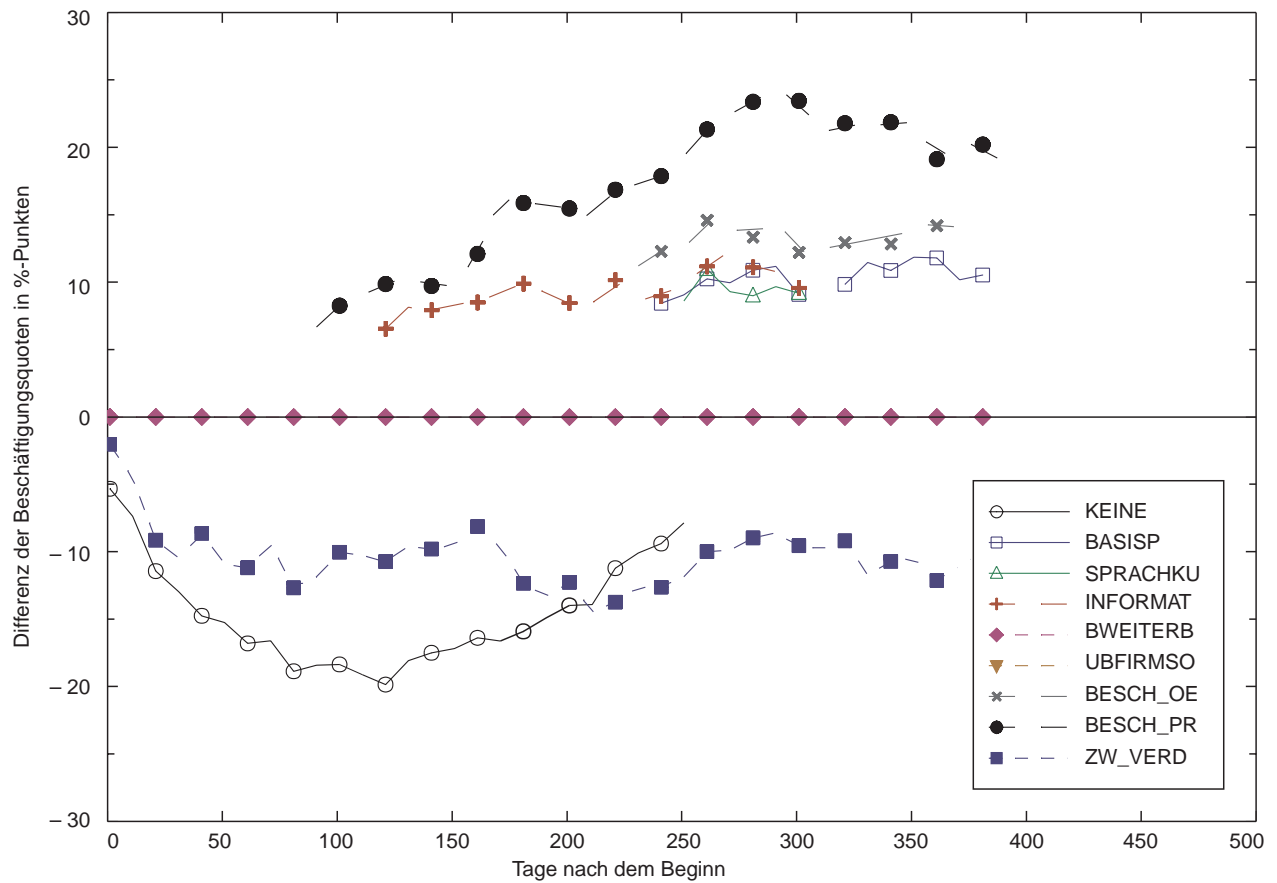 Differenz der Beschäftigungsquoten in %-Punkten
30
20
10
0
– 10
– 20
– 30
0 50 100 150 200 250 300 350 400 450 500
Tage nach dem Beginn
KEINE
BASISP
SPRACHKU
INFORMAT
BWEITERB
UBFIRMSO
BESCH_OE
BESCH_PR
ZW_VERD